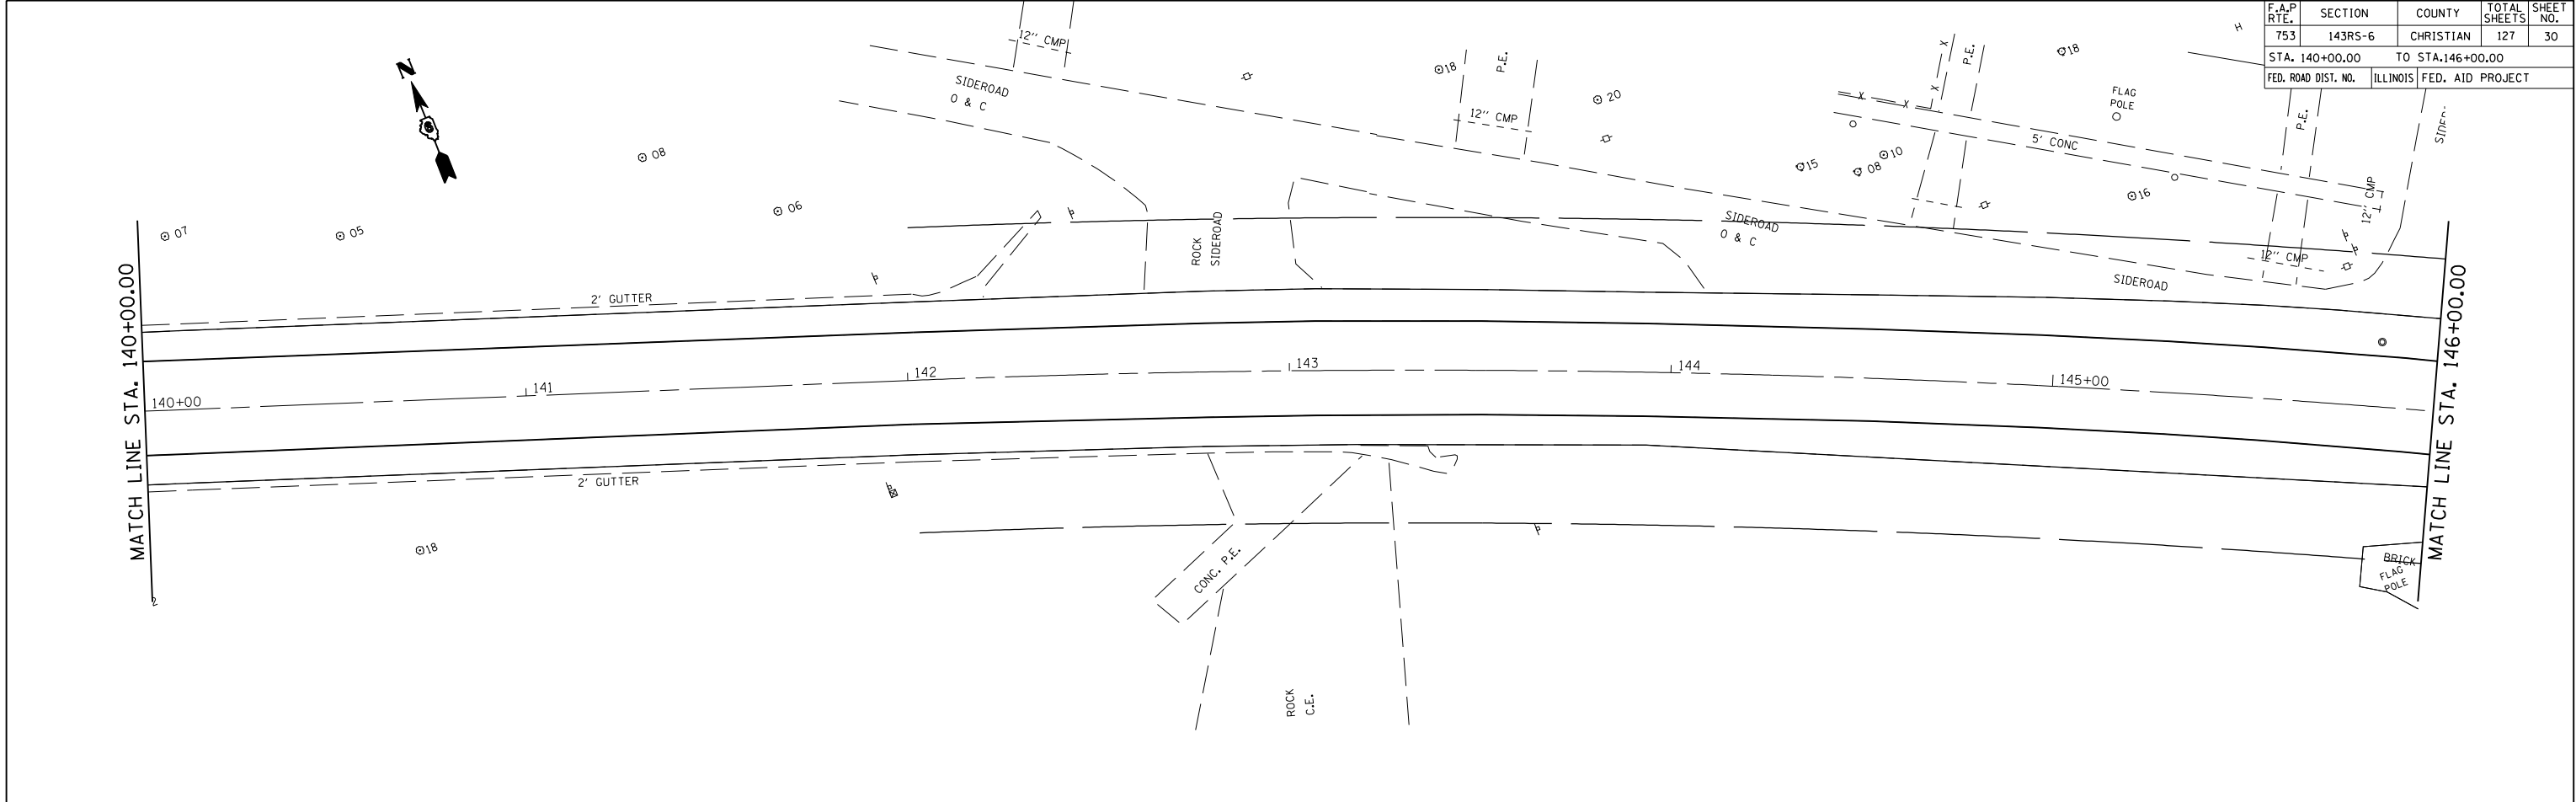 F.A.P RTE. SECTION COUNTY TOTAL SHEETS SHEET NO.
753 143RS-6 CHRISTIAN 127 30
STA. 140+00.00 TO STA.146+00.00
FED. ROAD DIST. NO. ILLINOIS FED. AID PROJECT
N
6
12" CMP
SIDEROAD
O & C
18
P.E.
12" CMP
20
X
X
X
X
P.E.
18
H
FLAG
POLE
5' CONC
P.E.
08
06
07
05
15
08
10
16
12" CMP
ROCK
SIDEROAD
SIDEROAD
O & C
12" CMP
SIDEROAD
2' GUTTER
MATCH LINE STA. 140+00.00
140+00
141
142
143
144
145+00
MATCH LINE STA. 146+00.00
2' GUTTER
18
CONC. P.E.
BRICK
FLAG
POLE
2
ROCK
C.E.